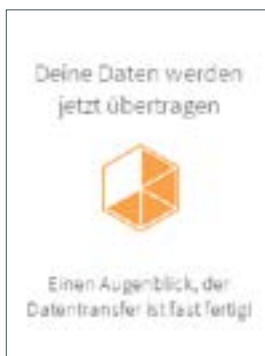 Deine Daten werden
jetzt übertragen
Einen Augenblick, der
Datentransfer ist fast fertig!